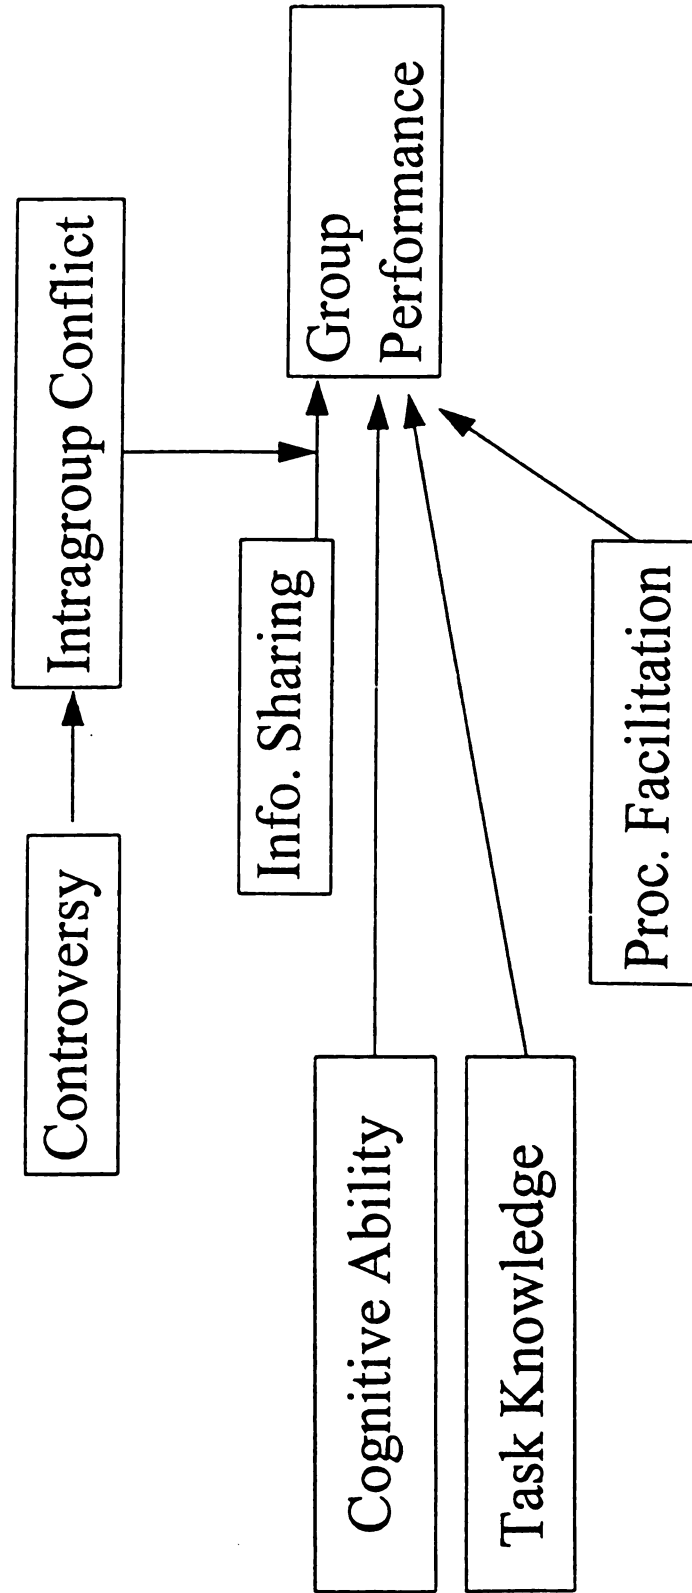 Controversy
Intragroup Conflict
Info. Sharing
Group
Performance
Cognitive Ability
Task Knowledge
Proc. Facilitation